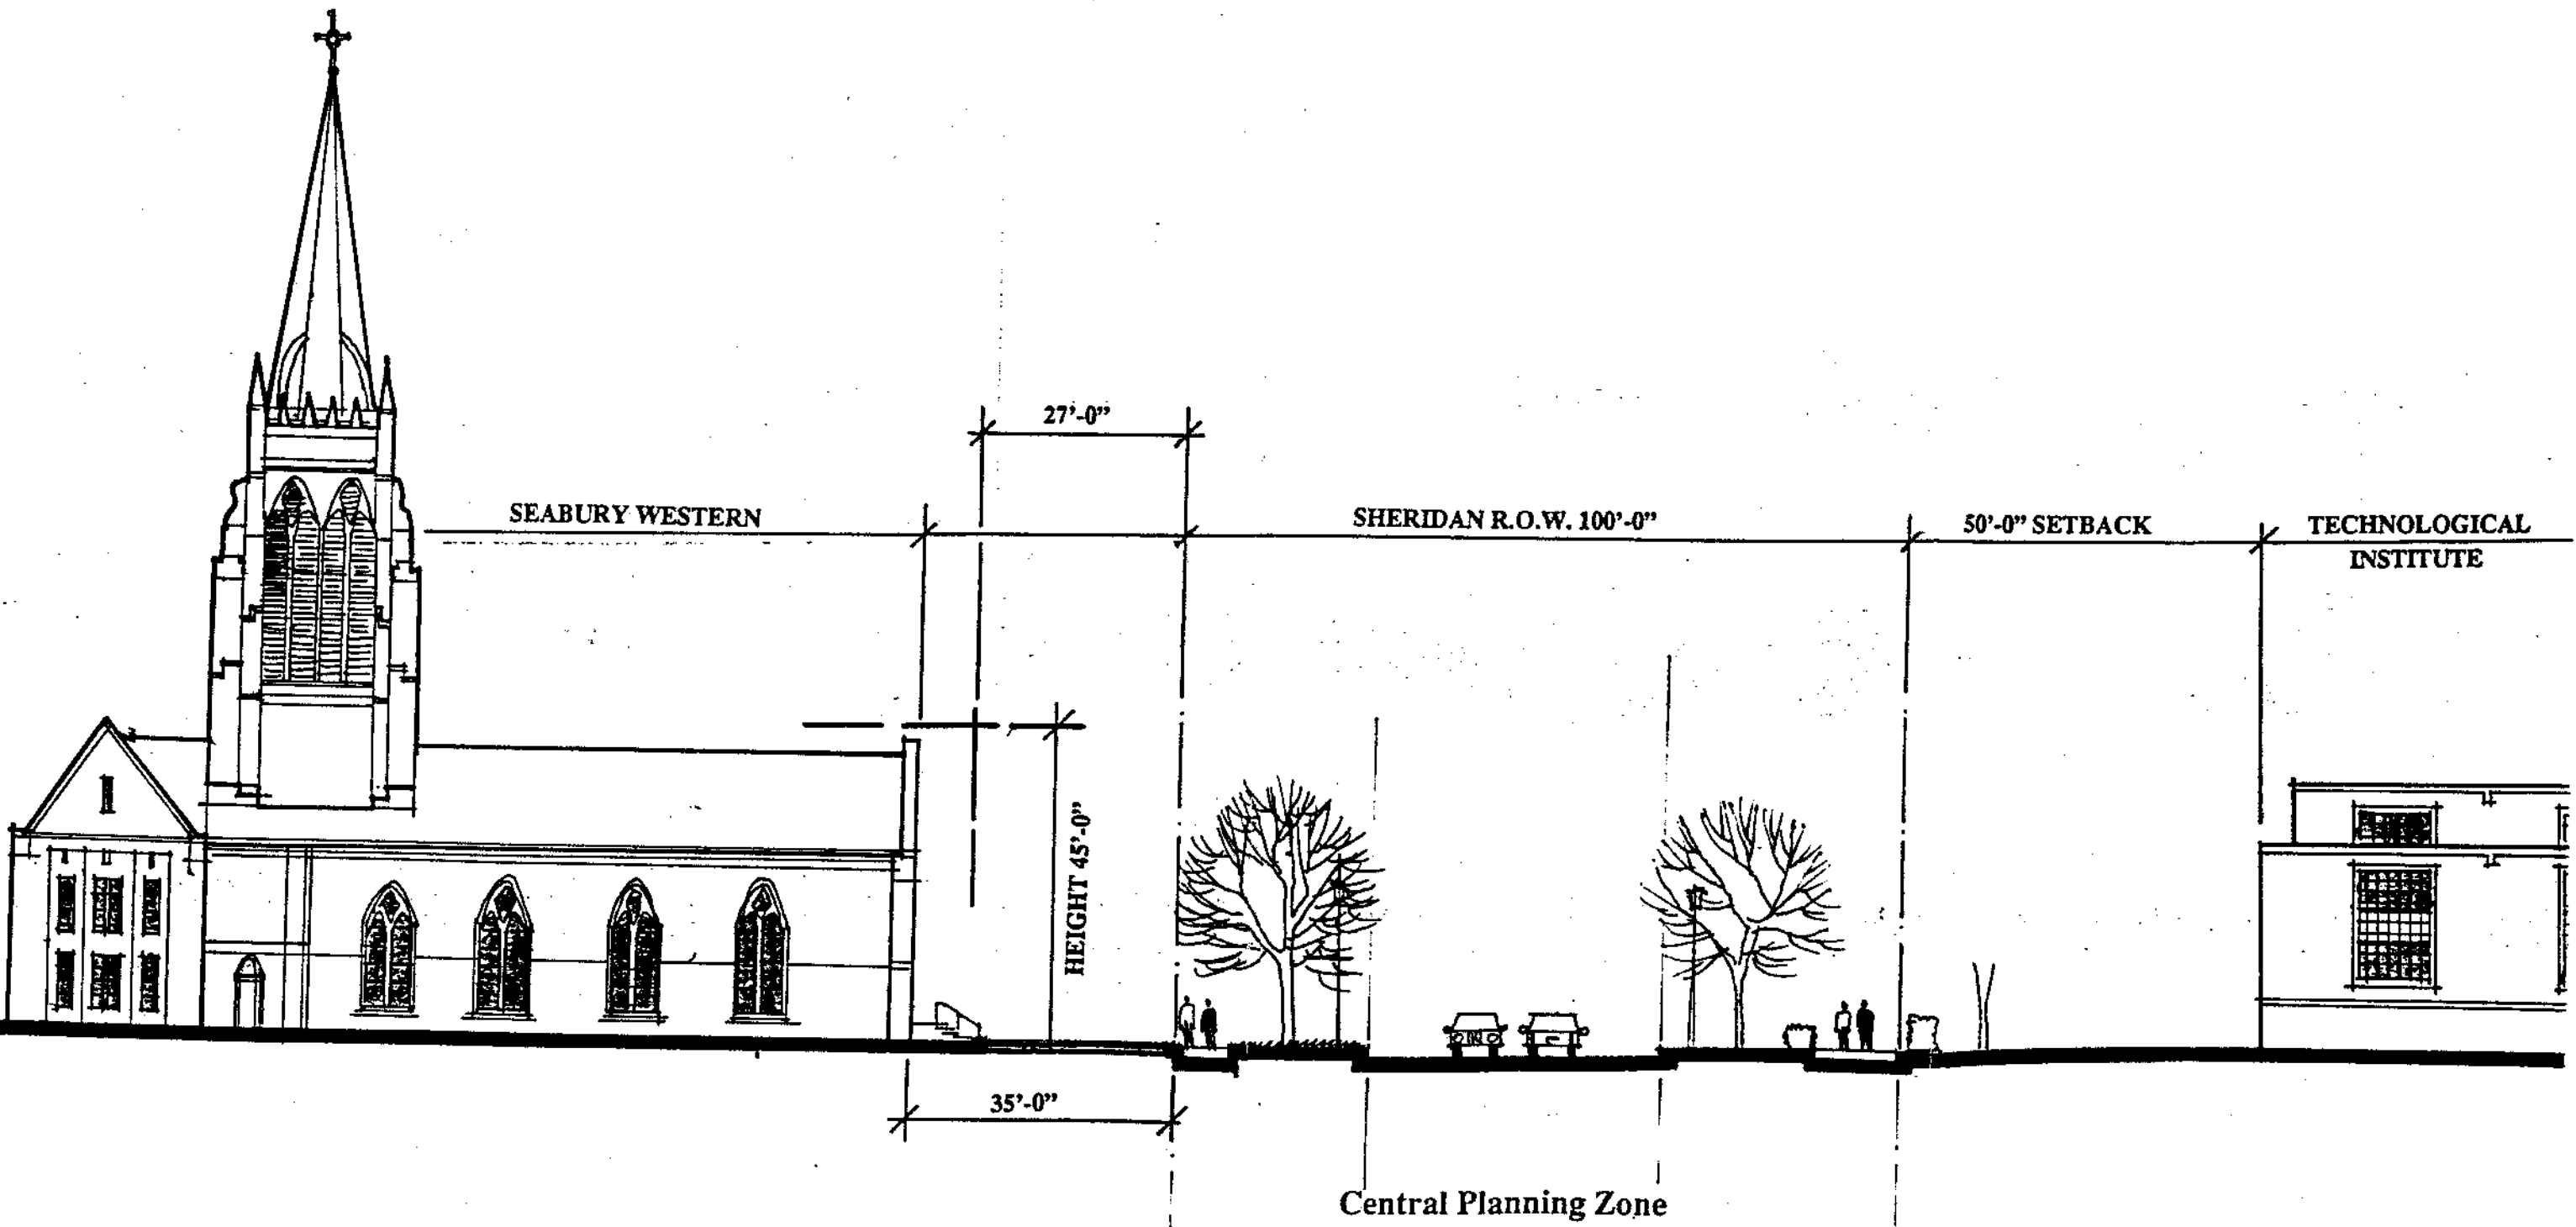 27’-0”
SEABURY WESTERN
SHERIDAN R.O.W. 100’-0”
50’-0” SETBACK
TECHNOLOGICAL
INSTITUTE
HEIGHT 45’-0”
35’-0”
Central Planning Zone